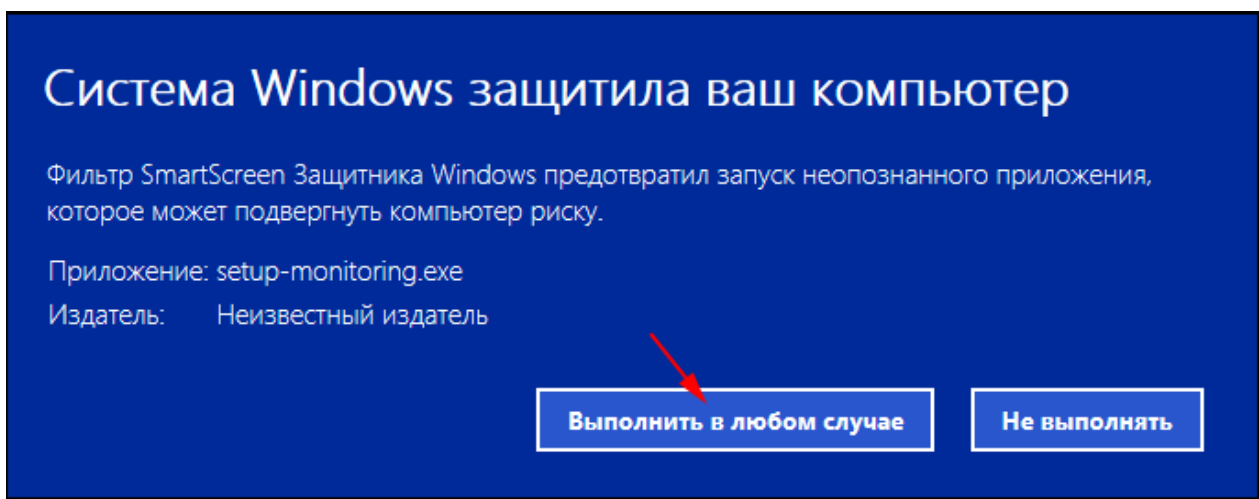 Система Windows защитила ваш компьютер
Фильтр SmartScreen Защитника Windows предотвратил запуск неопознанного приложения,
которое может подвергнуть компьютер риску.
Приложение: setup-monitoring.exe
Издатель: Неизвестный издатель
Выполнить в любом случае Не выполнять